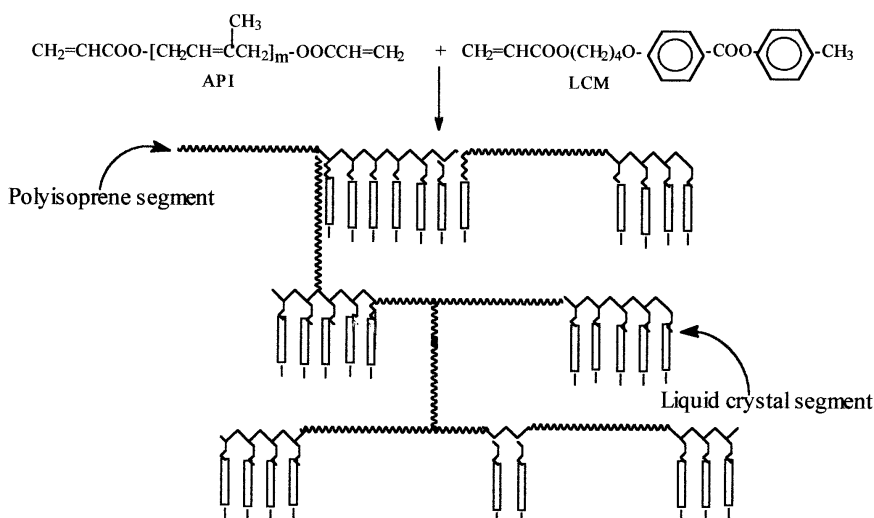 CH₃
CH₂=CHCOO-[CH₂CH=CCH₂]m-OOCCH=CH₂ + CH₂=CHCOO(CH₂)₄O- -COO- -CH₃
API LCM
Polyisoprene segment
Liquid crystal segment